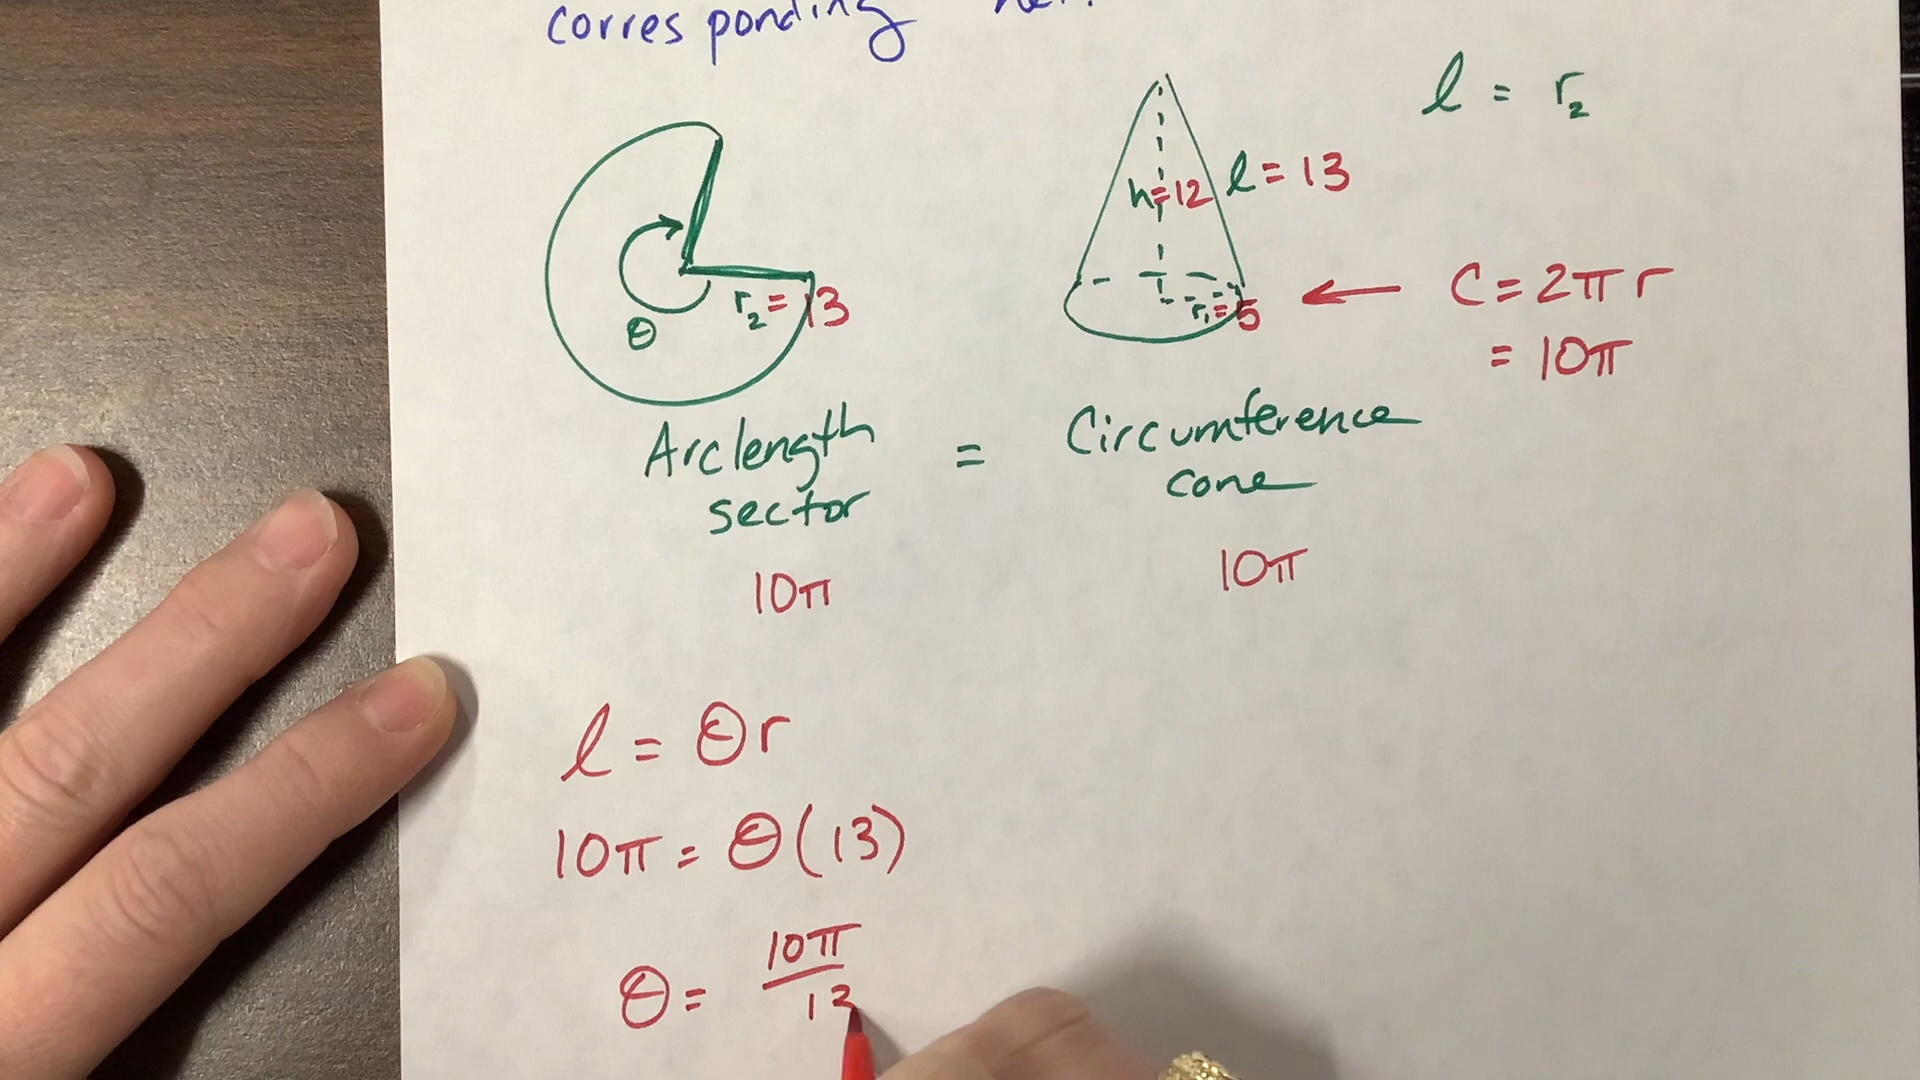 corresponding
l = r₂
h=12 l = 13
r₂ = 13
θ
r₁ = 5
C = 2π r
= 10π
Arclength = Circumference
sector cone
10π 10π
l = θr
10π = θ(13)
θ = 10π
13